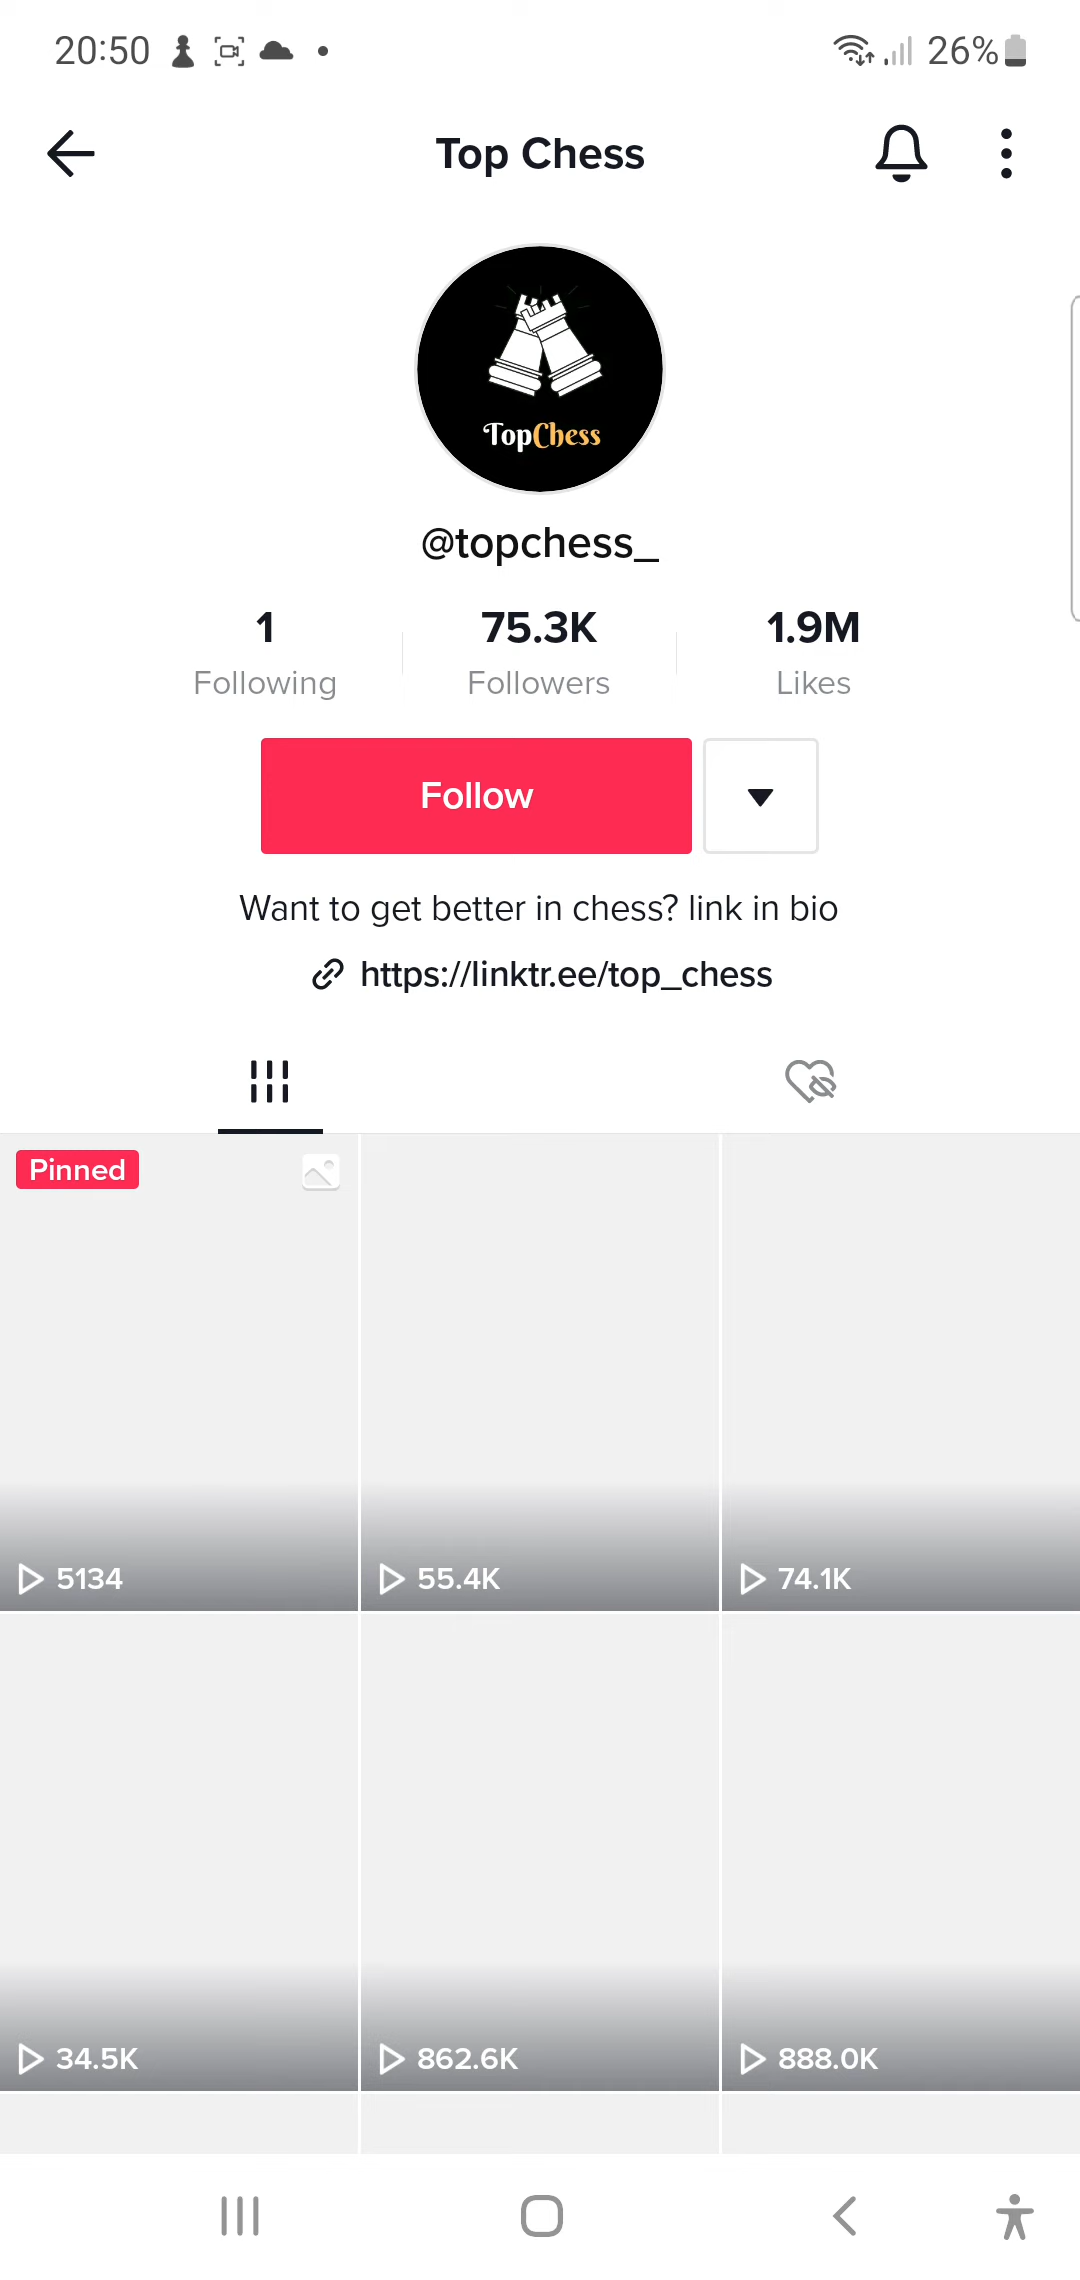 20:50
26%
Top Chess
TopChess
@topchess_
1
Following
75.3K
Followers
1.9M
Likes
Follow
Want to get better in chess? link in bio
https://linktr.ee/top_chess
Pinned
5134
55.4K
74.1K
34.5K
862.6K
888.0K